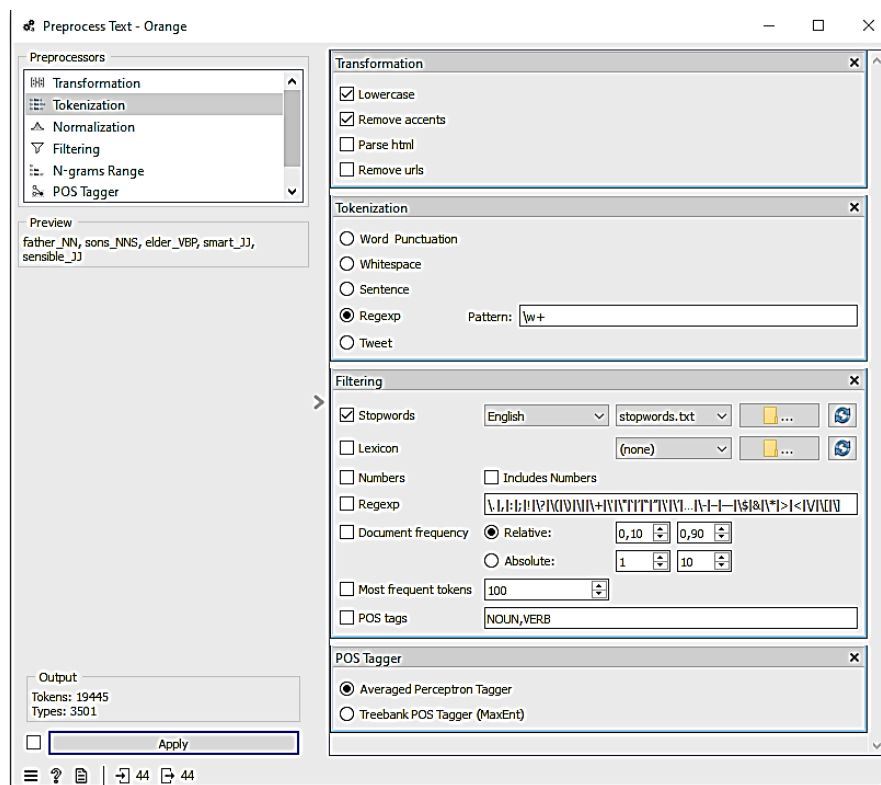 Preprocess Text - Orange
Preprocessors
Transformation
Tokenization
Normalization
Filtering
N-grams Range
POS Tagger
Preview
father_NN, sons_NNS, elder_VBP, smart_JJ,
sensible_JJ
Output
Tokens: 19445
Types: 3501
Apply
44 44
Transformation
Lowercase
Remove accents
Parse html
Remove urls
Tokenization
Word Punctuation
Whitespace
Sentence
Regexp Pattern: \w+
Tweet
Filtering
Stopwords English stopwords.txt ...
Lexicon (none) ...
Numbers Includes Numbers
Regexp
Document frequency Relative: 0,10 0,90
Absolute: 1 10
Most frequent tokens 100
POS tags NOUN,VERB
POS Tagger
Averaged Perceptron Tagger
Treebank POS Tagger (MaxEnt)